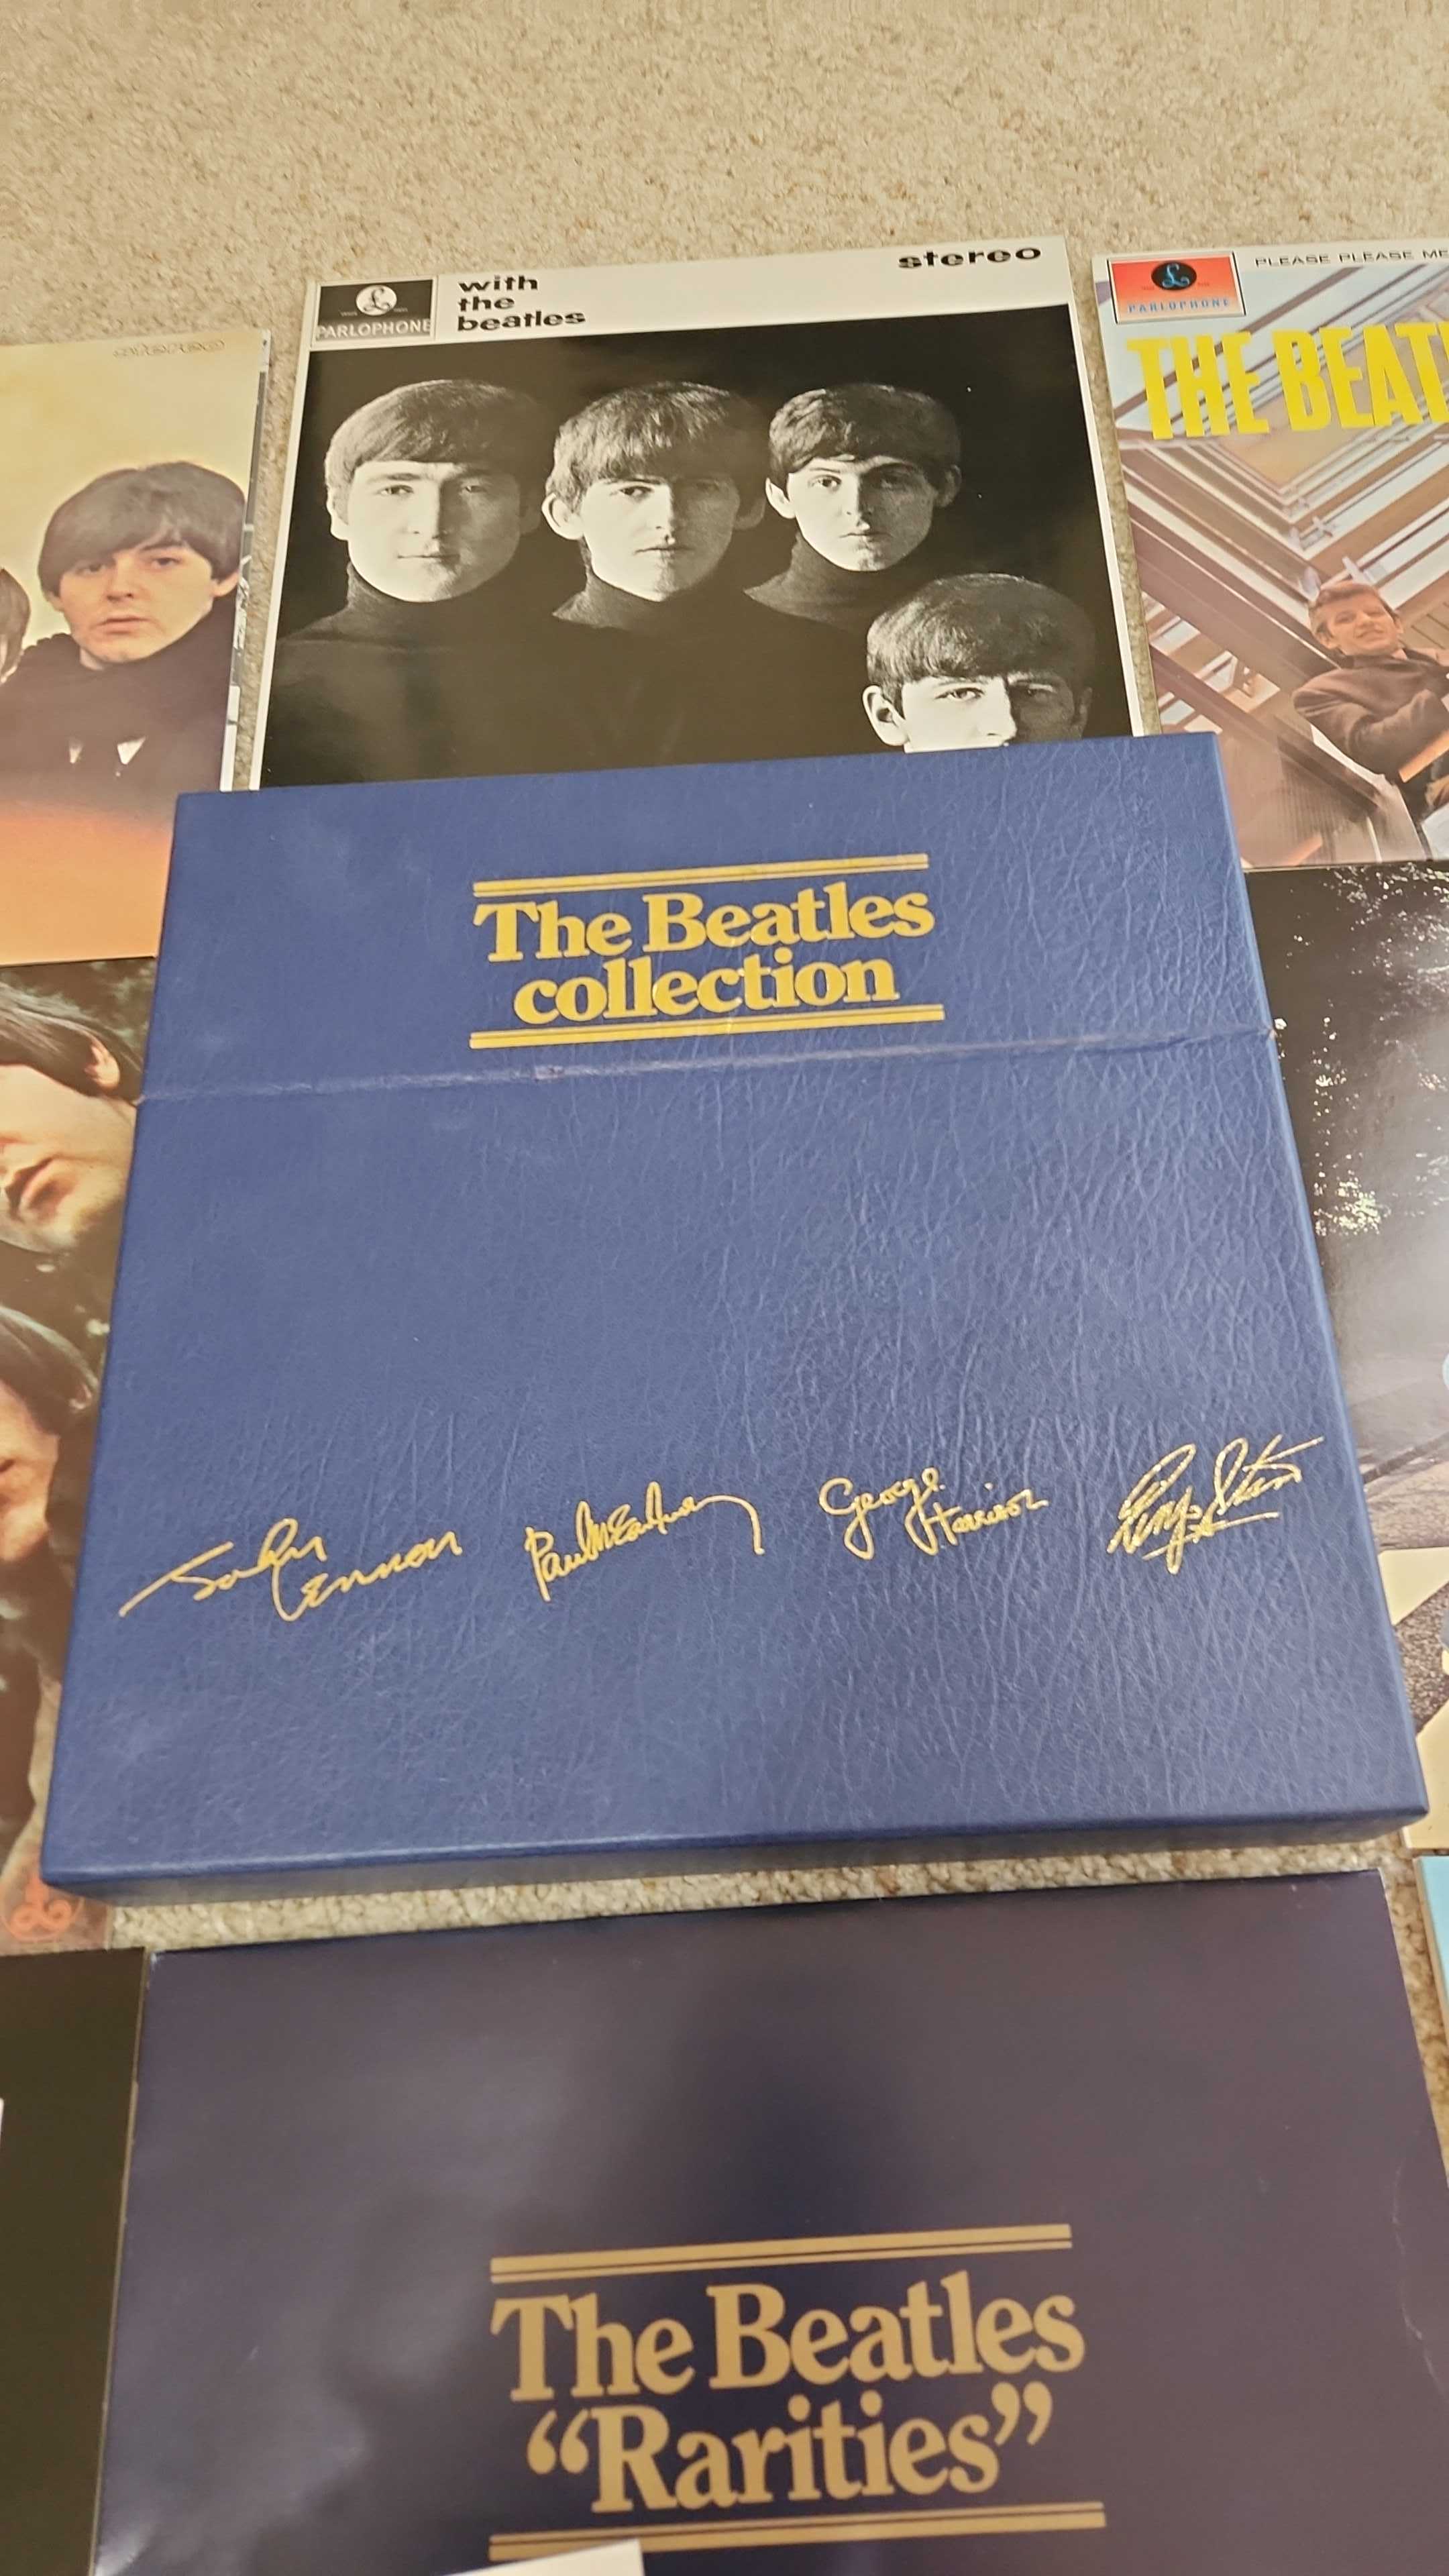 stereo
PARLOPHONE
with
the
beatles
stereo
PARLOPHONE
PLEASE PLEASE ME
THE BEAT
The Beatles
collection
John
Lennon
Paul McCartney
George
Harrison
Ringo Starr
The Beatles
“Rarities”